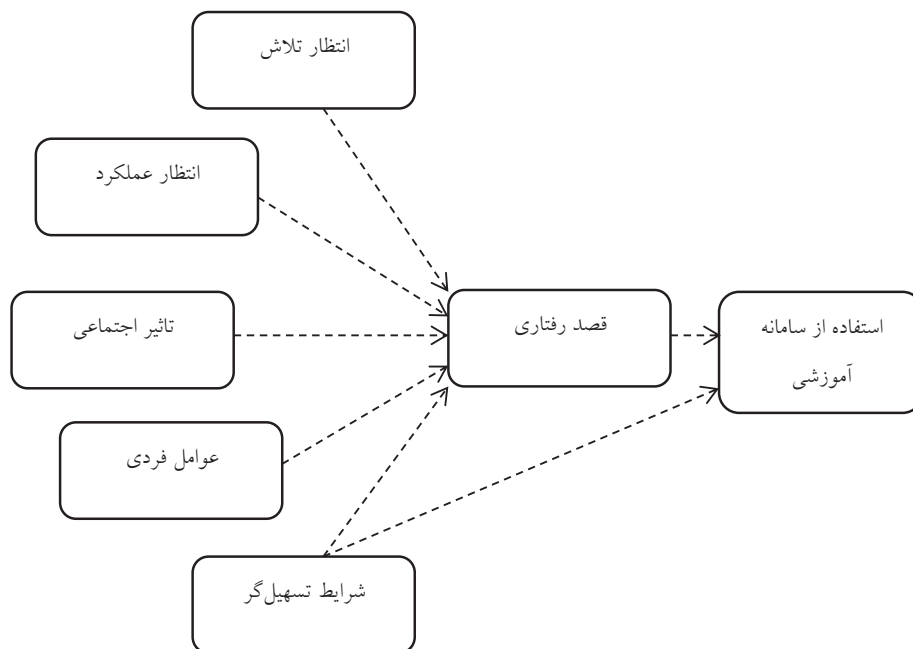 انتظار تلاش
انتظار عملکرد
تاثیر اجتماعی
عوامل فردی
شرایط تسهیل‌گر
قصد رفتاری
استفاده از سامانه
آموزشی